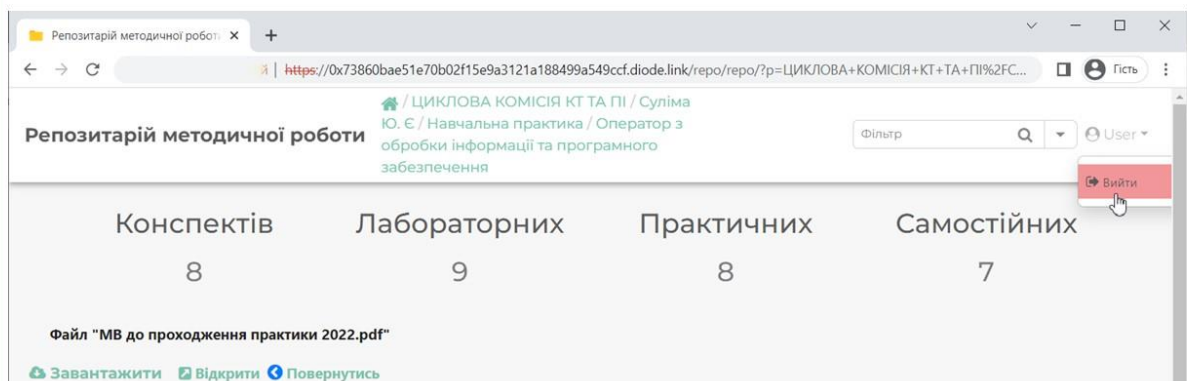 Репозитарій методичної робот
https://0x73860bae51e70b02f15e9a3121a188499a549ccf.diode.link/repo/repo/?p=ЦИКЛОВА+КОМІСІЯ+КТ+ТА+ПІ%2FC...
Гість
Репозитарій методичної роботи
/ ЦИКЛОВА КОМІСІЯ КТ ТА ПІ / Суліма
Ю. Є / Навчальна практика / Оператор з
обробки інформації та програмного
забезпечення
Фільтр
User
Вийти
Конспектів Лабораторних Практичних Самостійних
8 9 8 7
Файл "МВ до проходження практики 2022.pdf"
Завантажити Відкрити Повернутись